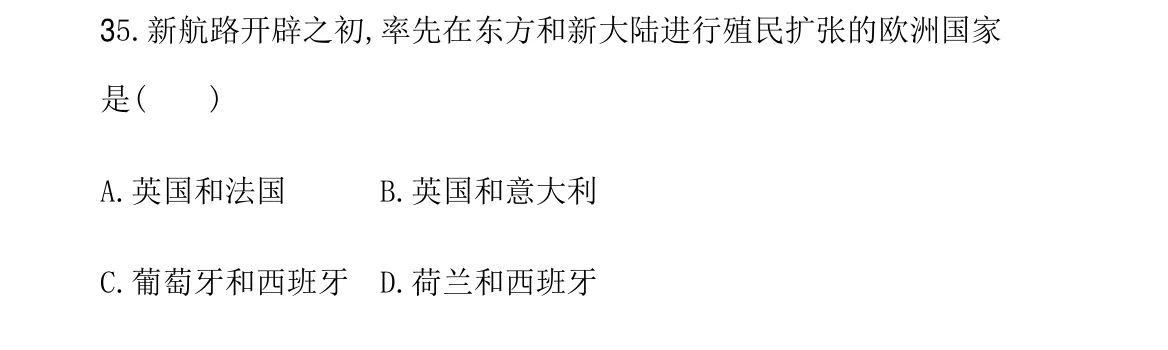 35.新航路开辟之初,率先在东方和新大陆进行殖民扩张的欧洲国家
是(　　)
A.英国和法国　　　B.英国和意大利
C.葡萄牙和西班牙　D.荷兰和西班牙